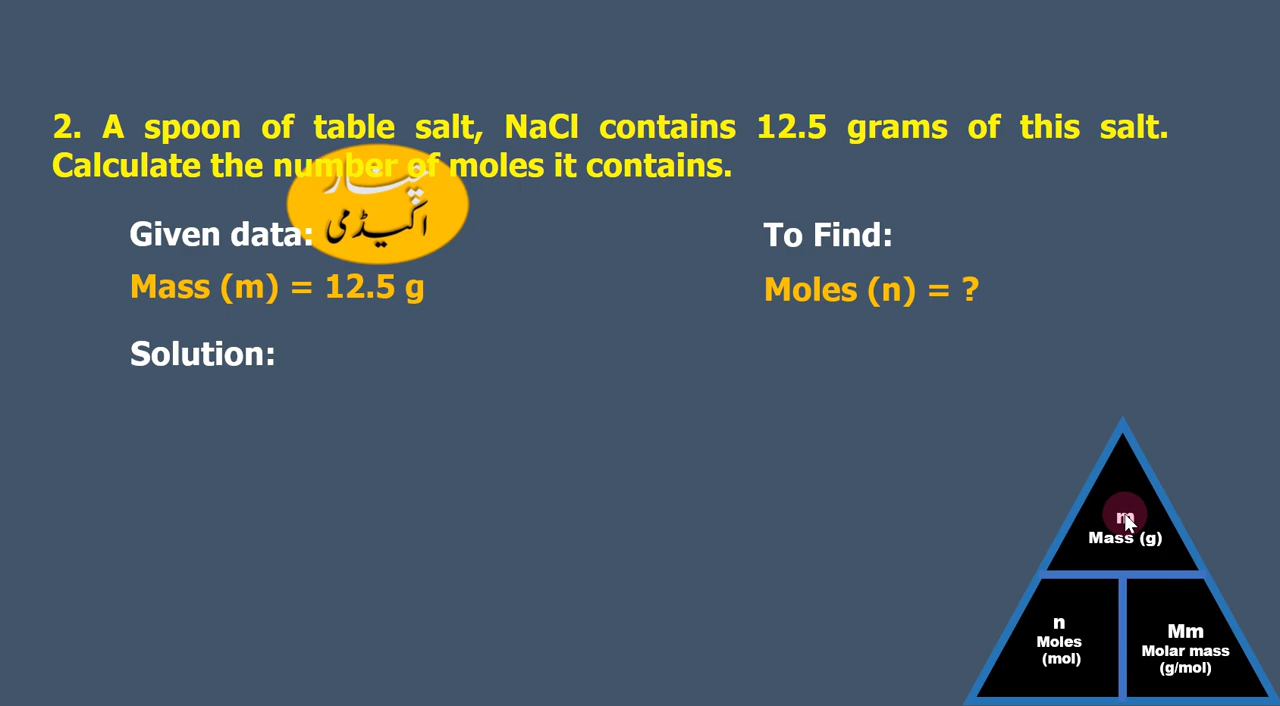 2. A spoon of table salt, NaCl contains 12.5 grams of this salt.
Calculate the number of moles it contains.
چنار
اکیڈمی
Given data:
To Find:
Mass (m) = 12.5 g
Moles (n) = ?
Solution:
m
Mass (g)
n
Moles
(mol)
Mm
Molar mass
(g/mol)